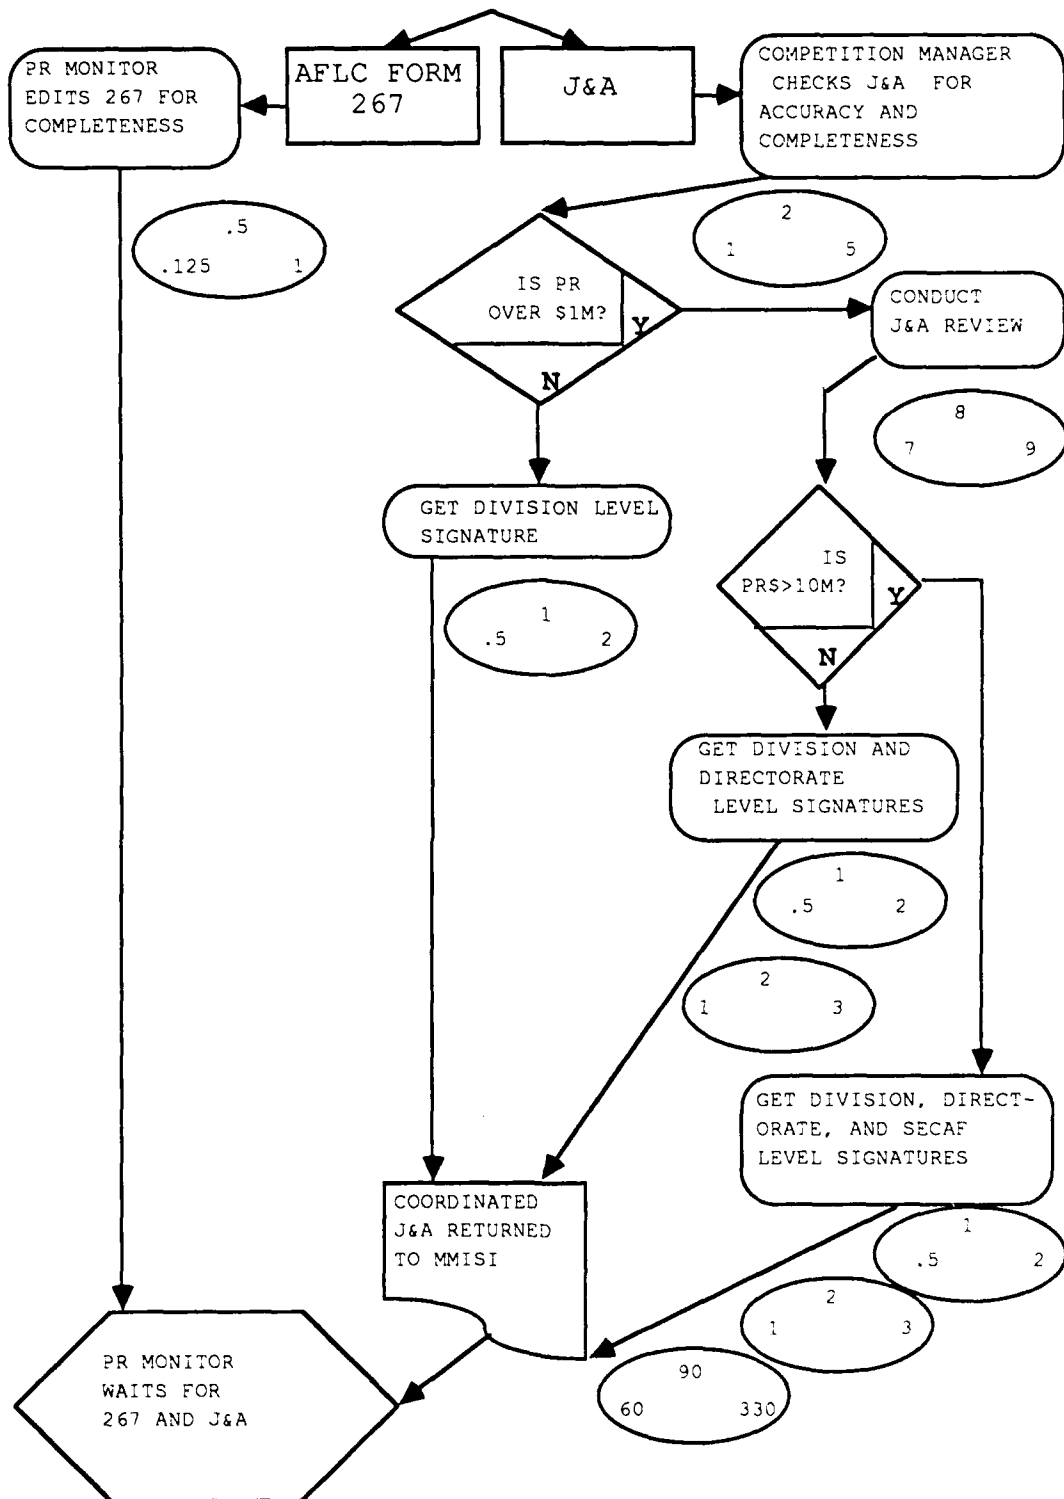 PR MONITOR
EDITS 267 FOR
COMPLETENESS
AFLC FORM
267
J&A
COMPETITION MANAGER
CHECKS J&A FOR
ACCURACY AND
COMPLETENESS
.5
.125 1
2
1 5
IS PR
OVER $1M?
Y
N
CONDUCT
J&A REVIEW
8
7 9
GET DIVISION LEVEL
SIGNATURE
1
.5 2
IS
PR$>10M?
Y
N
GET DIVISION AND
DIRECTORATE
LEVEL SIGNATURES
1
.5 2
2
1 3
GET DIVISION, DIRECT-
ORATE, AND SECAF
LEVEL SIGNATURES
1
.5 2
2
1 3
90
60 330
COORDINATED
J&A RETURNED
TO MMISI
PR MONITOR
WAITS FOR
267 AND J&A